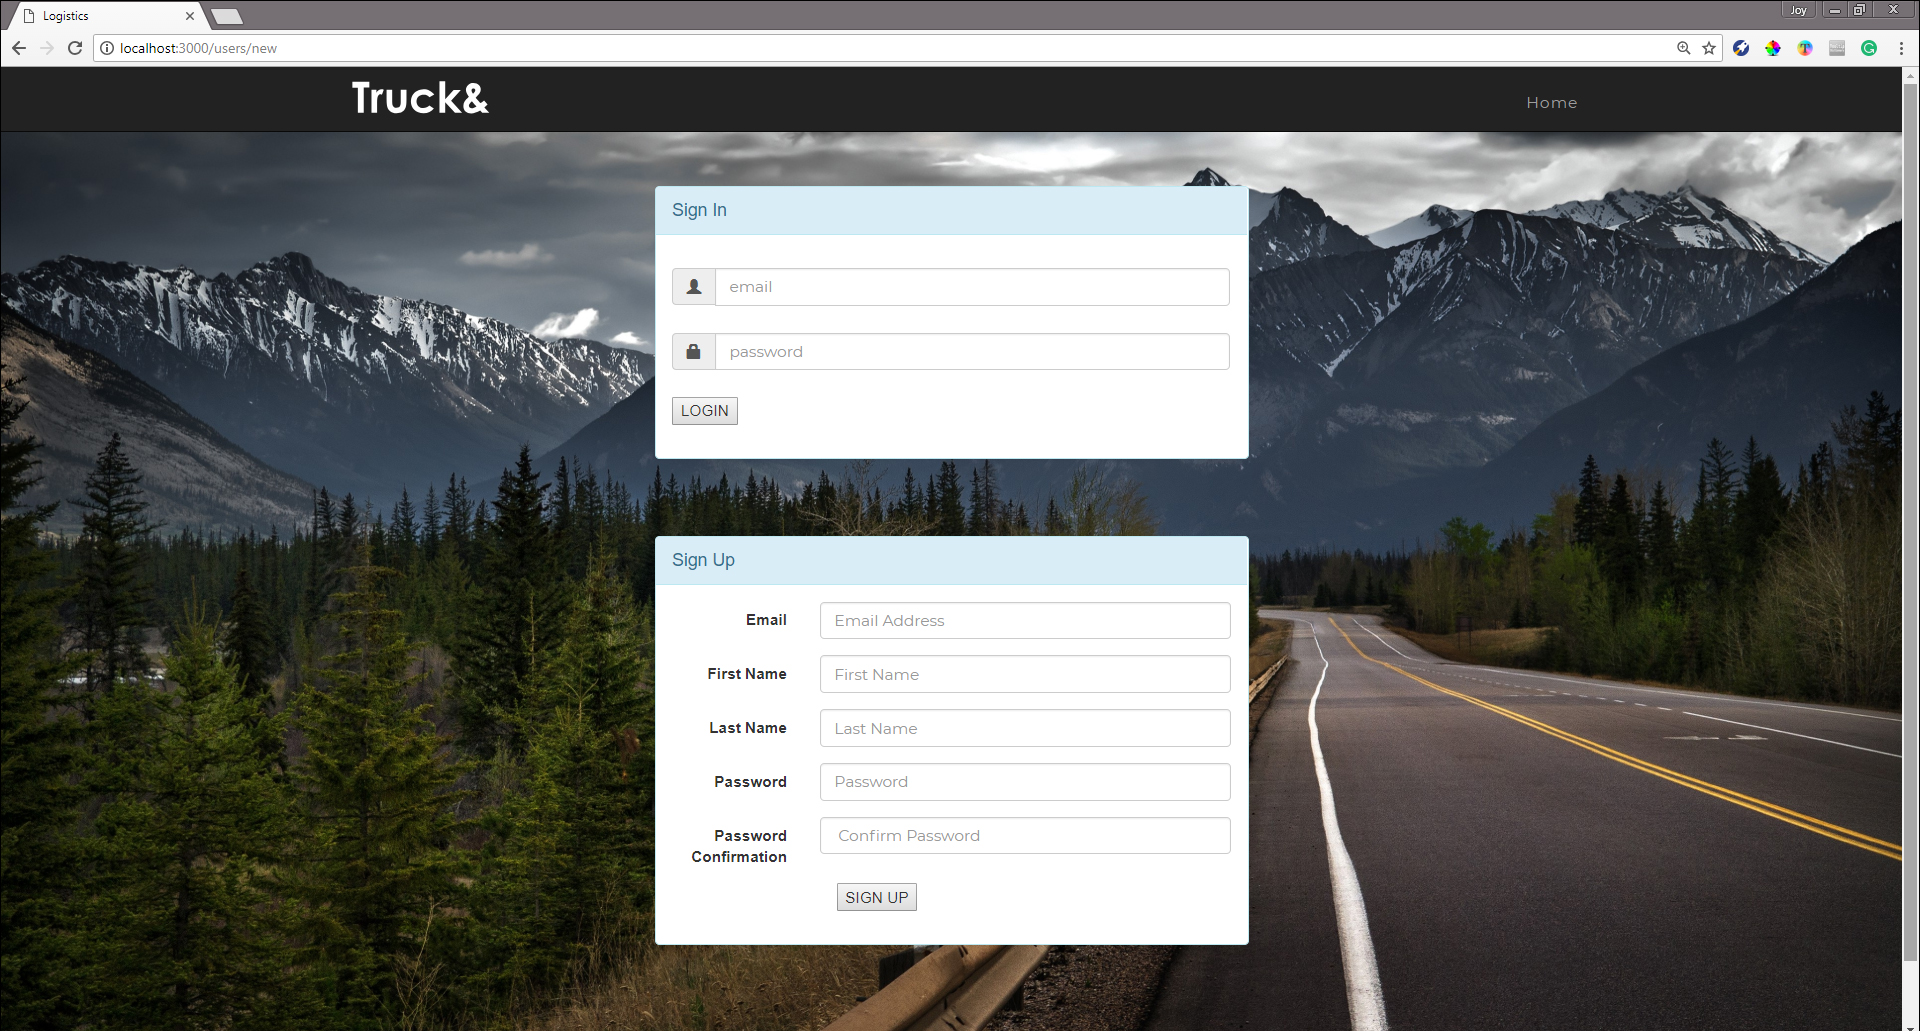 Logistics
Joy
localhost:3000/users/new
Truck&
Home
Sign In
email
password
LOGIN
Sign Up
Email
Email Address
First Name
First Name
Last Name
Last Name
Password
Password
Password
Confirmation
Confirm Password
SIGN UP